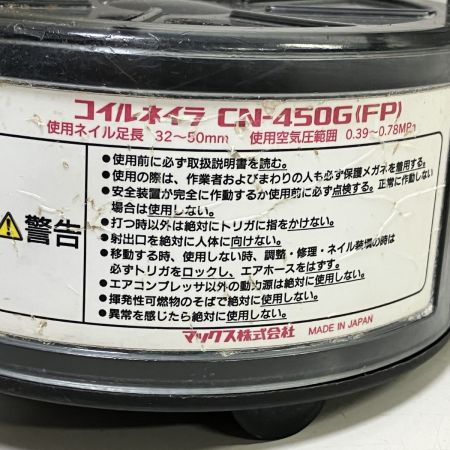 コイルネイラ CN-450G(FP)
使用ネイル足長 32〜50mm 使用空気圧範囲 0.39〜0.78MPa
警告
●使用前に必ず取扱説明書を読む。
●使用の際は、作業者およびまわりの人も必ず保護メガネを着用する。
●安全装置が完全に作動するか使用前に必ず点検する。正常に作動しない
場合は使用しない。
●打つ時以外は絶対にトリガに指をかけない。
●射出口を絶対に人体に向けない。
●移動する時、使用しない時、調整・修理・ネイル装填の時は
必ずトリガをロックし、エアホースをはずす。
●エアコンプレッサ以外の動力源は絶対に使用しない。
●揮発性可燃物のそばで絶対に使用しない。
●異常を感じたら絶対に使用しない。
マックス株式会社 MADE IN JAPAN